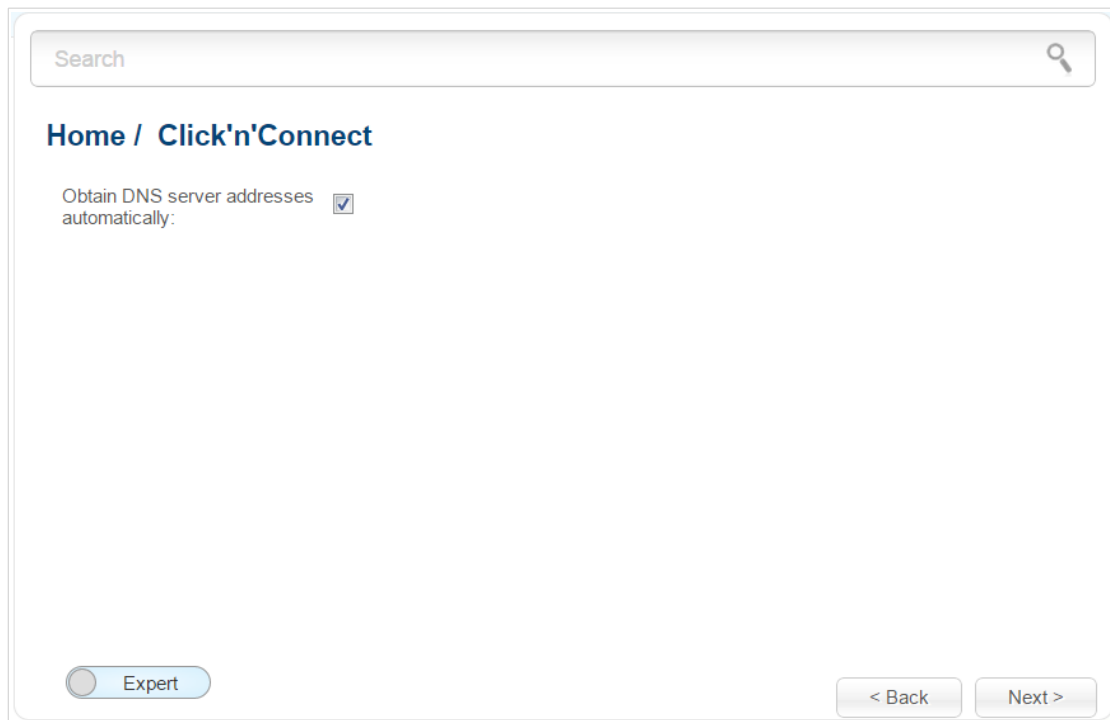 Search
Home /  Click'n'Connect
Obtain DNS server addresses
automatically:
Expert
< Back
Next >